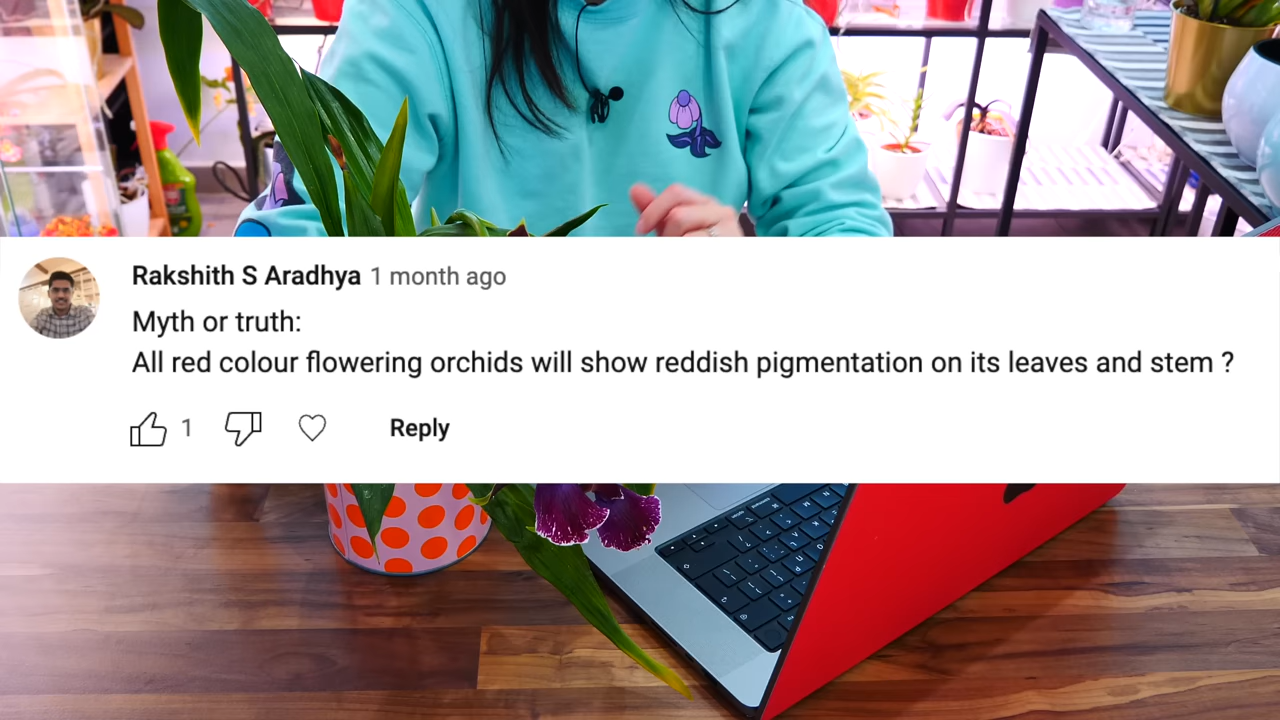 Rakshith S Aradhya 1 month ago
Myth or truth:
All red colour flowering orchids will show reddish pigmentation on its leaves and stem ?
1
Reply